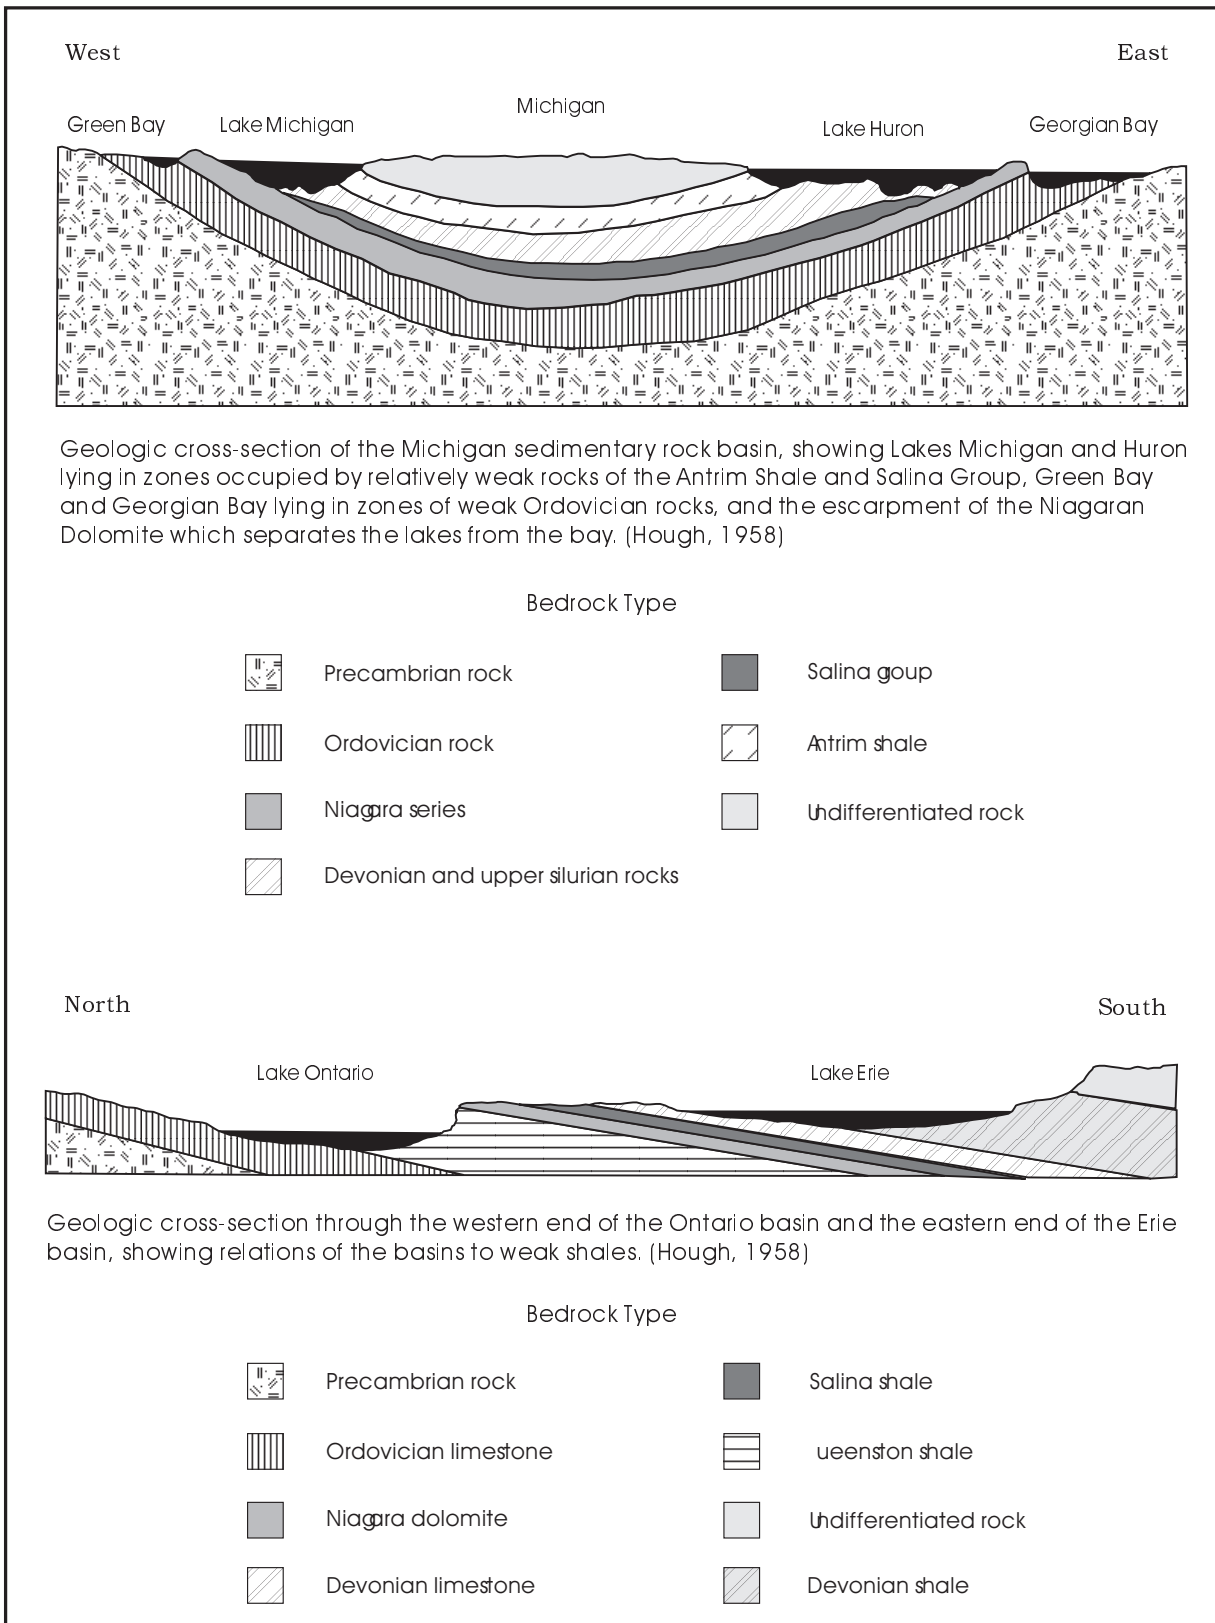 West East
Michigan
Green Bay Lake Michigan Lake Huron Georgian Bay
Geologic cross-section of the Michigan sedimentary rock basin, showing Lakes Michigan and Huron
lying in zones occupied by relatively weak rocks of the Antrim Shale and Salina Group, Green Bay
and Georgian Bay lying in zones of weak Ordovician rocks, and the escarpment of the Niagaran
Dolomite which separates the lakes from the bay. (Hough, 1958)
Bedrock Type
Precambrian rock
Ordovician rock
Niagara series
Devonian and upper silurian rocks
Salina goup
Antrim shale
Undifferentiated rock
North South
Lake Ontario Lake Erie
Geologic cross-section through the western end of the Ontario basin and the eastern end of the Erie
basin, showing relations of the basins to weak shales. (Hough, 1958)
Bedrock Type
Precambrian rock
Ordovician limestone
Niagara dolomite
Devonian limestone
Salina shale
ueenston shale
Undifferentiated rock
Devonian shale